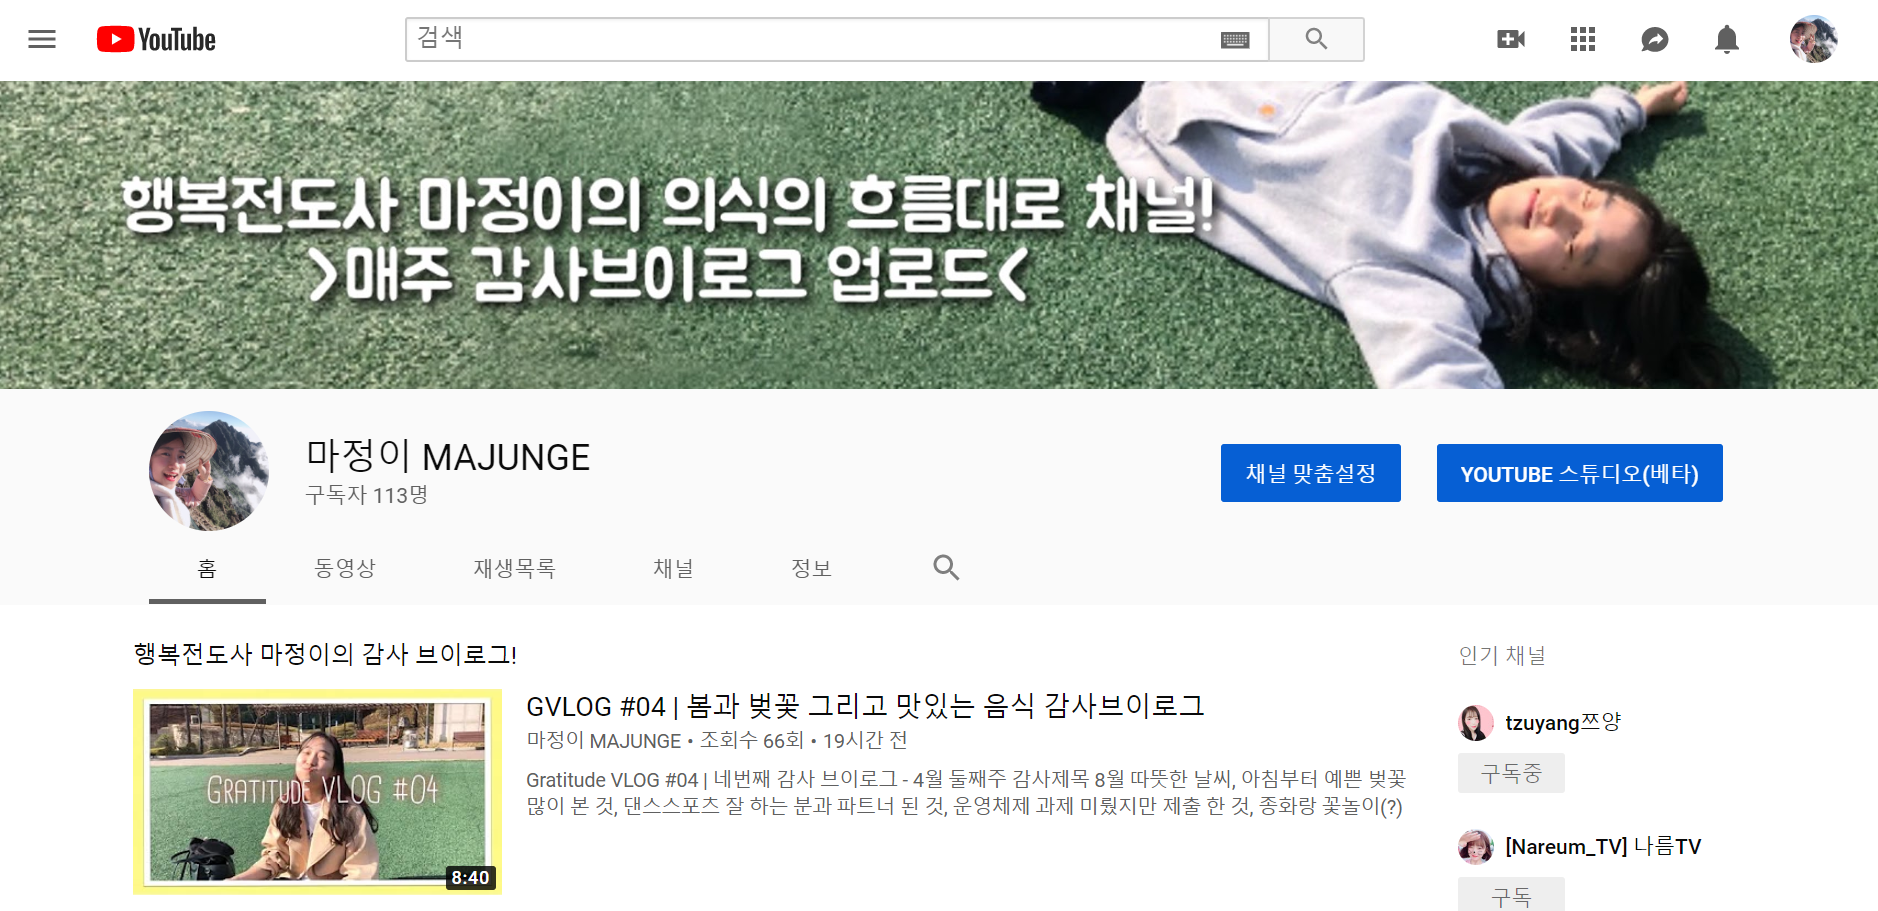 YouTube
검색
행복전도사 마정이의 의식의 흐름대로 채널!
>매주 감사브이로그 업로드<
마정이 MAJUNGE
구독자 113명
채널 맞춤설정
YOUTUBE 스튜디오(베타)
홈 동영상 재생목록 채널 정보
행복전도사 마정이의 감사 브이로그!
GRATITUDE VLOG #04
8:40
GVLOG #04 | 봄과 벚꽃 그리고 맛있는 음식 감사브이로그
마정이 MAJUNGE • 조회수 66회 • 19시간 전
Gratitude VLOG #04 | 네번째 감사 브이로그 - 4월 둘째주 감사제목 8월 따뜻한 날씨, 아침부터 예쁜 벚꽃
많이 본 것, 댄스스포츠 잘 하는 분과 파트너 된 것, 운영체제 과제 미뤘지만 제출 한 것, 종화랑 꽃놀이(?)
인기 채널
tzuyang쯔양
구독중
[Nareum_TV] 나름TV
구독